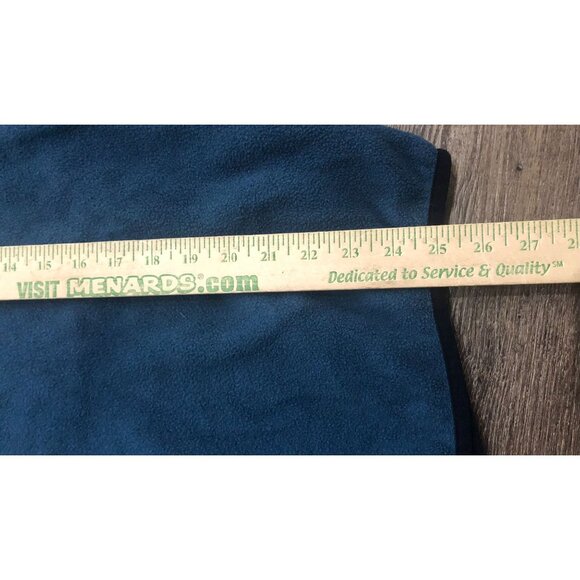 14 15 16 17 18 19 20 21 22 23 24 25 26 27 2
VISIT MENARDS®.com Dedicated to Service & Quality℠